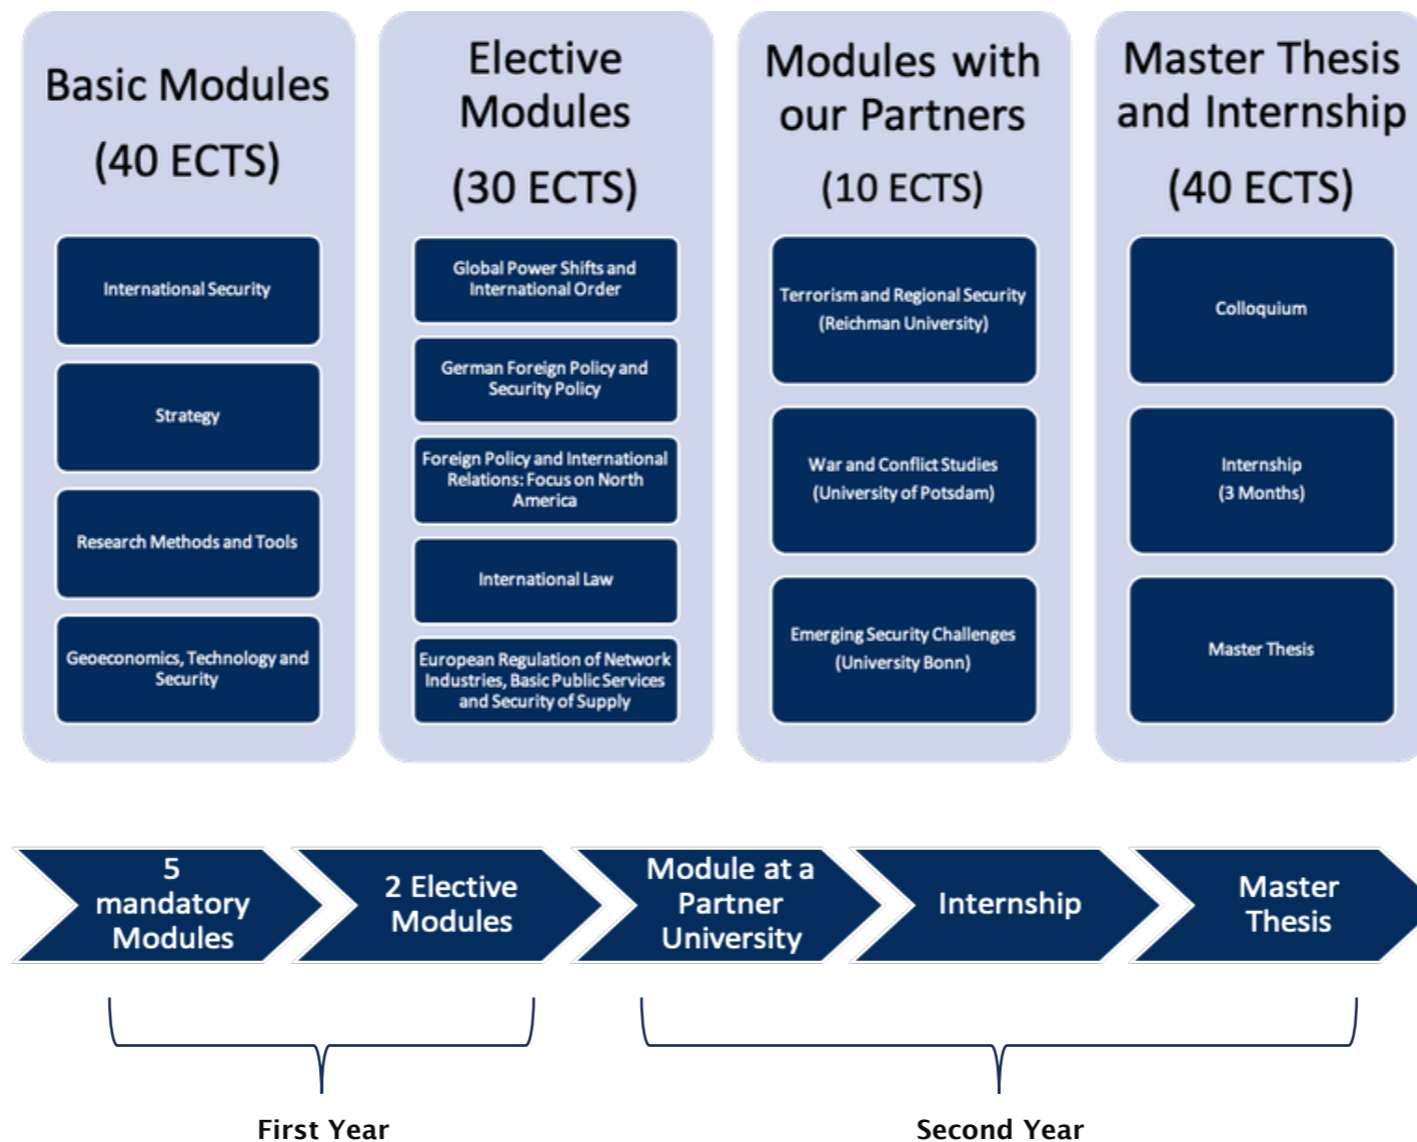 Basic Modules
(40 ECTS)
International Security
Strategy
Research Methods and Tools
Geoeconomics, Technology and
Security
Elective
Modules
(30 ECTS)
Global Power Shifts and
International Order
German Foreign Policy and
Security Policy
Foreign Policy and International
Relations: Focus on North
America
International Law
European Regulation of Network
Industries, Basic Public Services
and Security of Supply
Modules with
our Partners
(10 ECTS)
Terrorism and Regional Security
(Reichman University)
War and Conflict Studies
(University of Potsdam)
Emerging Security Challenges
(University Bonn)
Master Thesis
and Internship
(40 ECTS)
Colloquium
Internship
(3 Months)
Master Thesis
5
mandatory
Modules
2 Elective
Modules
Module at a
Partner
University
Internship
Master
Thesis
First Year
Second Year